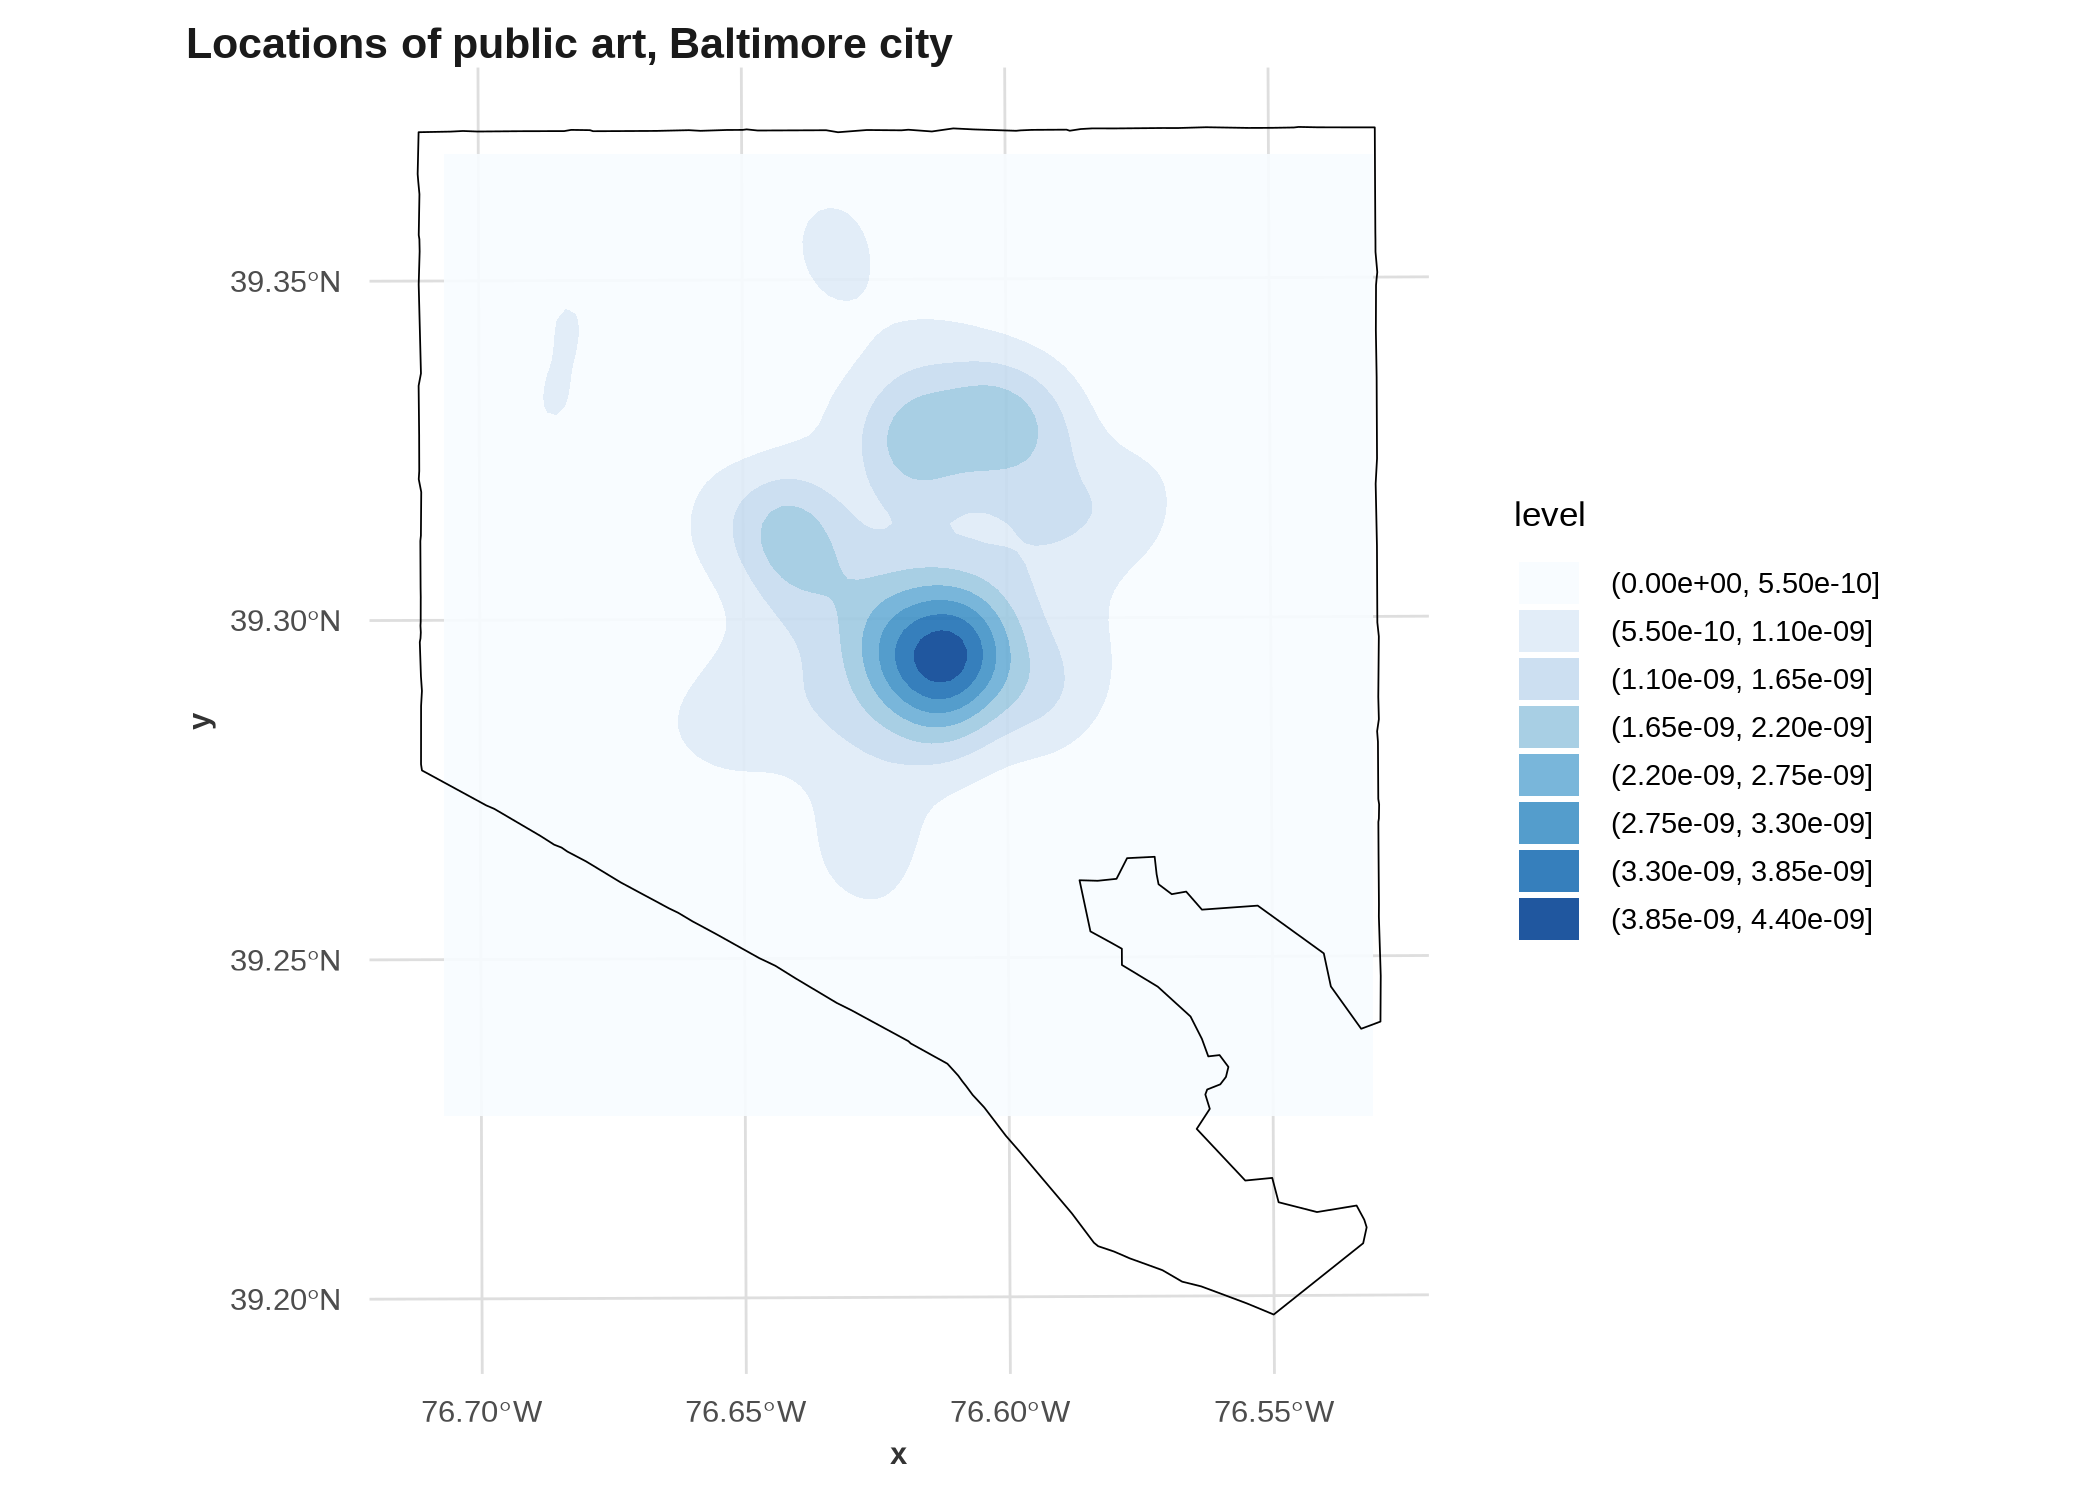 Locations of public art, Baltimore city
39.35°N
39.30°N
39.25°N
39.20°N
y
76.70°W 76.65°W 76.60°W 76.55°W
x
level
(0.00e+00, 5.50e-10]
(5.50e-10, 1.10e-09]
(1.10e-09, 1.65e-09]
(1.65e-09, 2.20e-09]
(2.20e-09, 2.75e-09]
(2.75e-09, 3.30e-09]
(3.30e-09, 3.85e-09]
(3.85e-09, 4.40e-09]